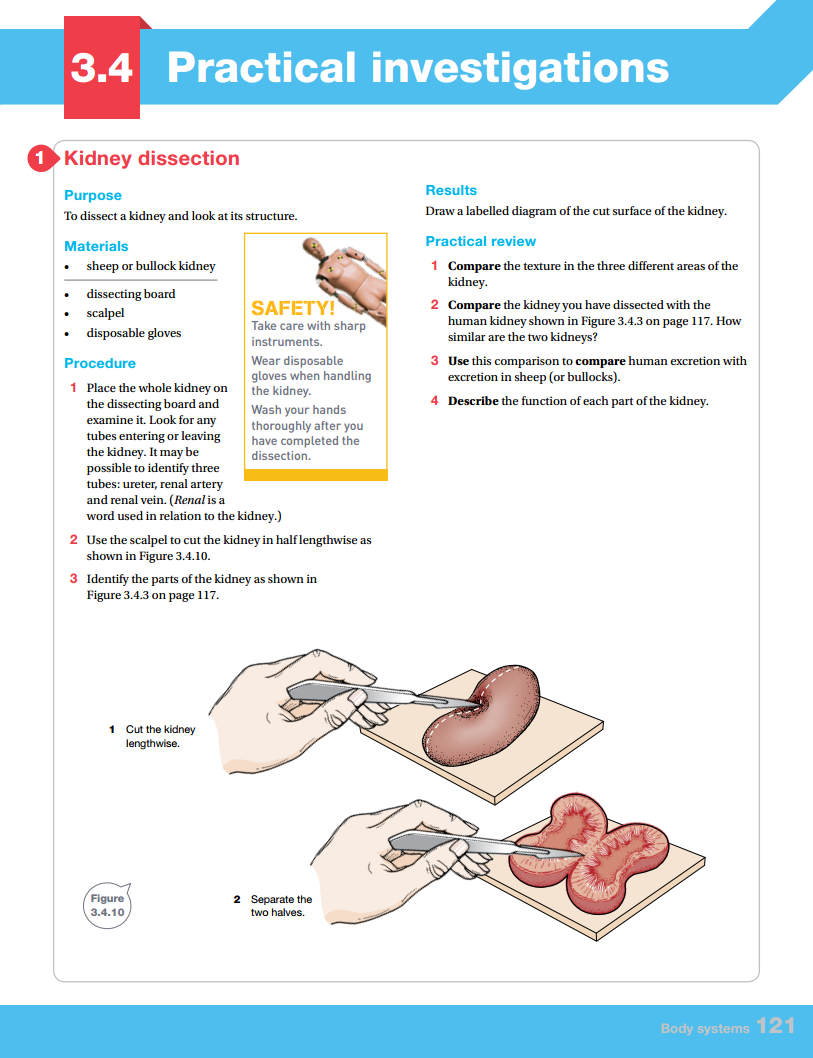 3.4 Practical investigations
1 Kidney dissection
Purpose
To dissect a kidney and look at its structure.
Materials
• sheep or bullock kidney
• dissecting board
• scalpel
• disposable gloves
SAFETY!
Take care with sharp
instruments.
Wear disposable
gloves when handling
the kidney.
Wash your hands
thoroughly after you
have completed the
dissection.
Procedure
1 Place the whole kidney on
the dissecting board and
examine it. Look for any
tubes entering or leaving
the kidney. It may be
possible to identify three
tubes: ureter, renal artery
and renal vein. (Renal is a
word used in relation to the kidney.)
2 Use the scalpel to cut the kidney in half lengthwise as
shown in Figure 3.4.10.
3 Identify the parts of the kidney as shown in
Figure 3.4.3 on page 117.
Results
Draw a labelled diagram of the cut surface of the kidney.
Practical review
1 Compare the texture in the three different areas of the
kidney.
2 Compare the kidney you have dissected with the
human kidney shown in Figure 3.4.3 on page 117. How
similar are the two kidneys?
3 Use this comparison to compare human excretion with
excretion in sheep (or bullocks).
4 Describe the function of each part of the kidney.
1 Cut the kidney
lengthwise.
2 Separate the
two halves.
Figure
3.4.10
Body systems 121